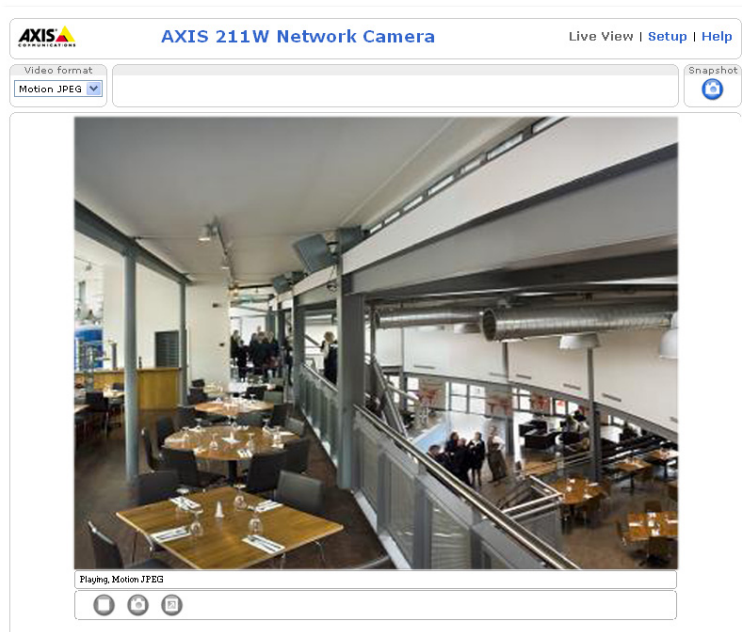 AXIS
COMMUNICATIONS
AXIS 211W Network Camera
Live View | Setup | Help
Video format
Motion JPEG
Snapshot
Playing, Motion JPEG